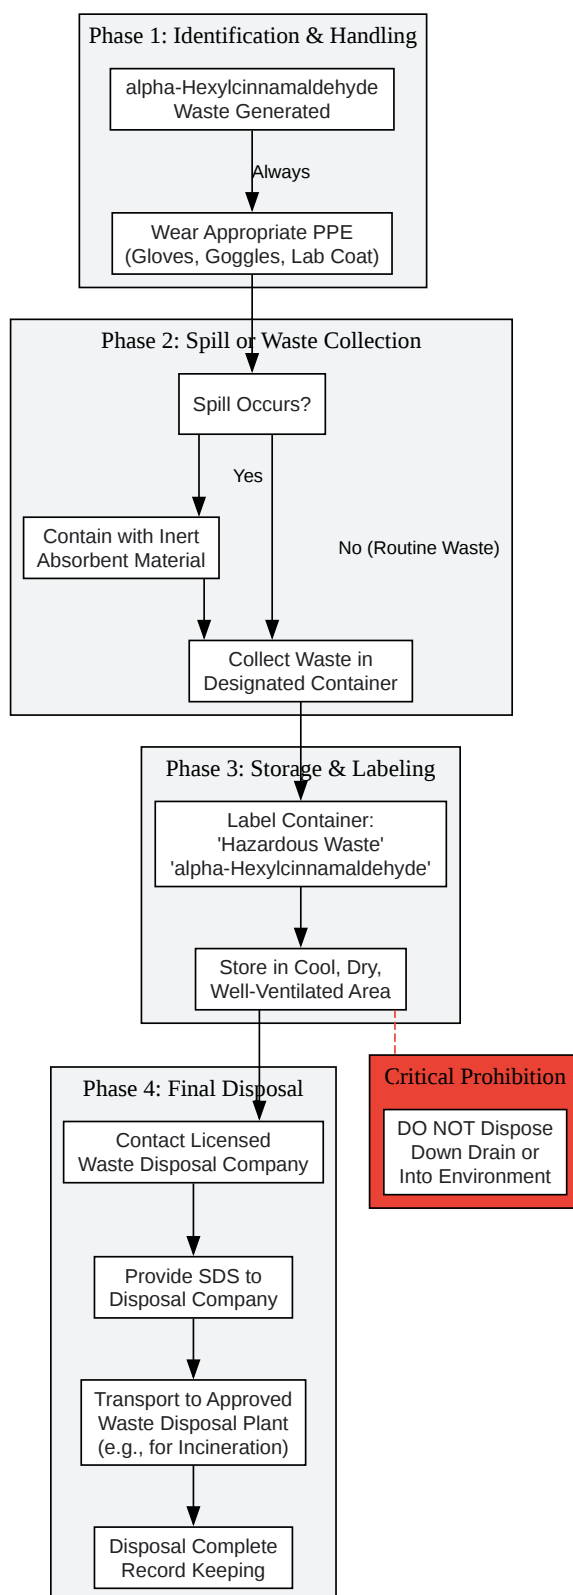 Phase 1: Identification & Handling
alpha-Hexylcinnamaldehyde
Waste Generated
Always
Wear Appropriate PPE
(Gloves, Goggles, Lab Coat)
Phase 2: Spill or Waste Collection
Spill Occurs?
Yes
Contain with Inert
Absorbent Material
No (Routine Waste)
Collect Waste in
Designated Container
Phase 3: Storage & Labeling
Label Container:
'Hazardous Waste'
'alpha-Hexylcinnamaldehyde'
Store in Cool, Dry,
Well-Ventilated Area
Critical Prohibition
DO NOT Dispose
Down Drain or
Into Environment
Phase 4: Final Disposal
Contact Licensed
Waste Disposal Company
Provide SDS to
Disposal Company
Transport to Approved
Waste Disposal Plant
(e.g., for Incineration)
Disposal Complete
Record Keeping